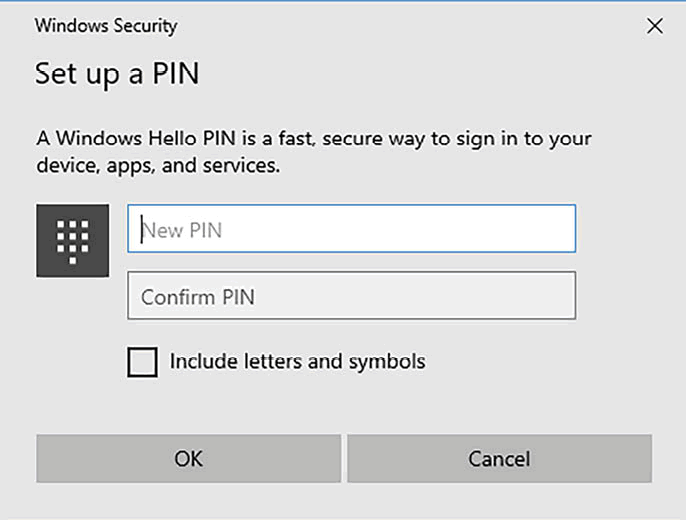 Windows Security
Set up a PIN
A Windows Hello PIN is a fast, secure way to sign in to your
device, apps, and services.
New PIN
Confirm PIN
Include letters and symbols
OK
Cancel